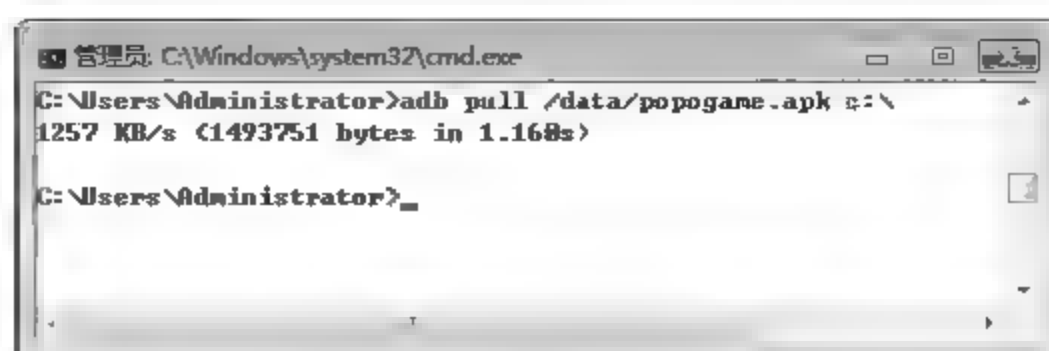 管理员: C:\Windows\system32\cmd.exe
C:\Users\Administrator>adb pull /data/popogame.apk c:\
1257 KB/s (1493751 bytes in 1.160s)
C:\Users\Administrator>_